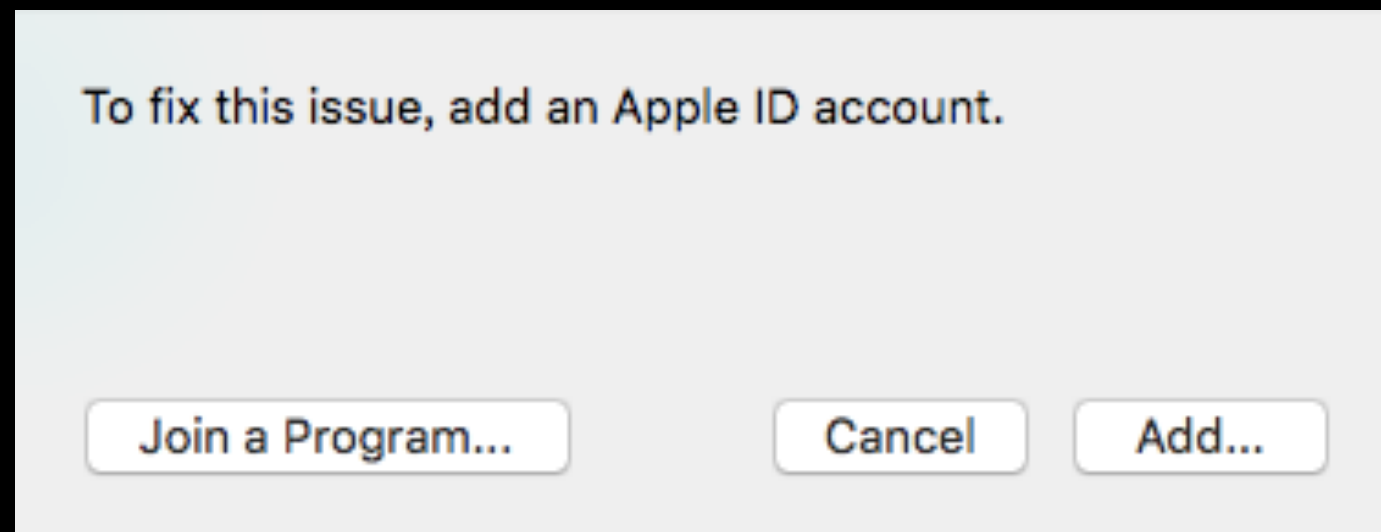 To fix this issue, add an Apple ID account.
Join a Program... Cancel Add...